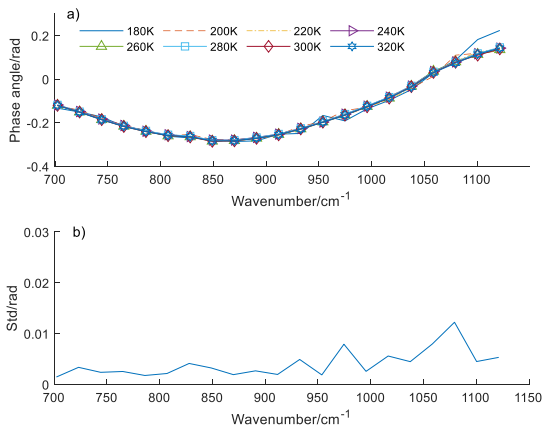 a)
180K 200K 220K 240K
260K 280K 300K 320K
Phase angle/rad
0.2
0
-0.2
-0.4
700 750 800 850 900 950 1000 1050 1100
Wavenumber/cm-1
b)
Std/rad
0.03
0.02
0.01
0
700 750 800 850 900 950 1000 1050 1100 1150
Wavenumber/cm-1